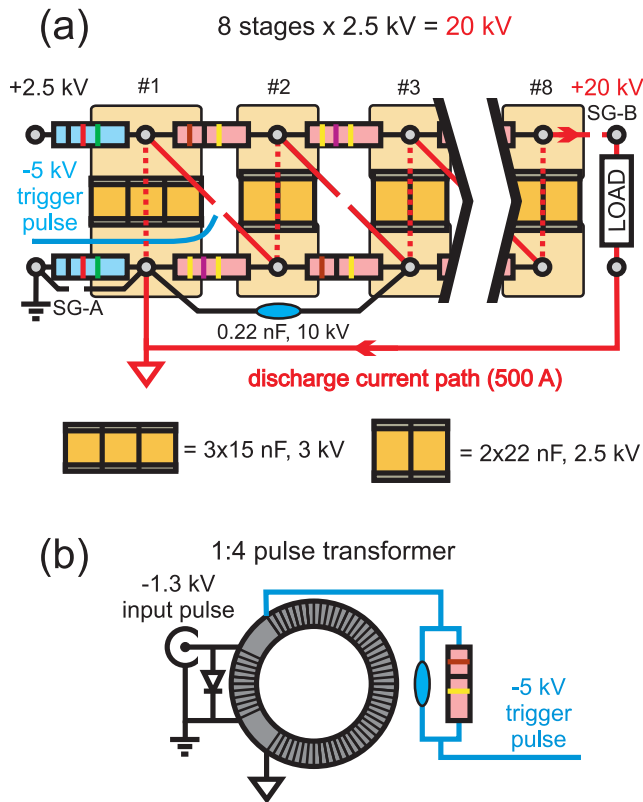 (a)
8 stages x 2.5 kV = 20 kV
+2.5 kV
#1
#2
#3
#8
+20 kV
SG-B
-5 kV
trigger
pulse
LOAD
SG-A
0.22 nF, 10 kV
discharge current path (500 A)
= 3x15 nF, 3 kV
= 2x22 nF, 2.5 kV
(b)
1:4 pulse transformer
-1.3 kV
input pulse
-5 kV
trigger
pulse